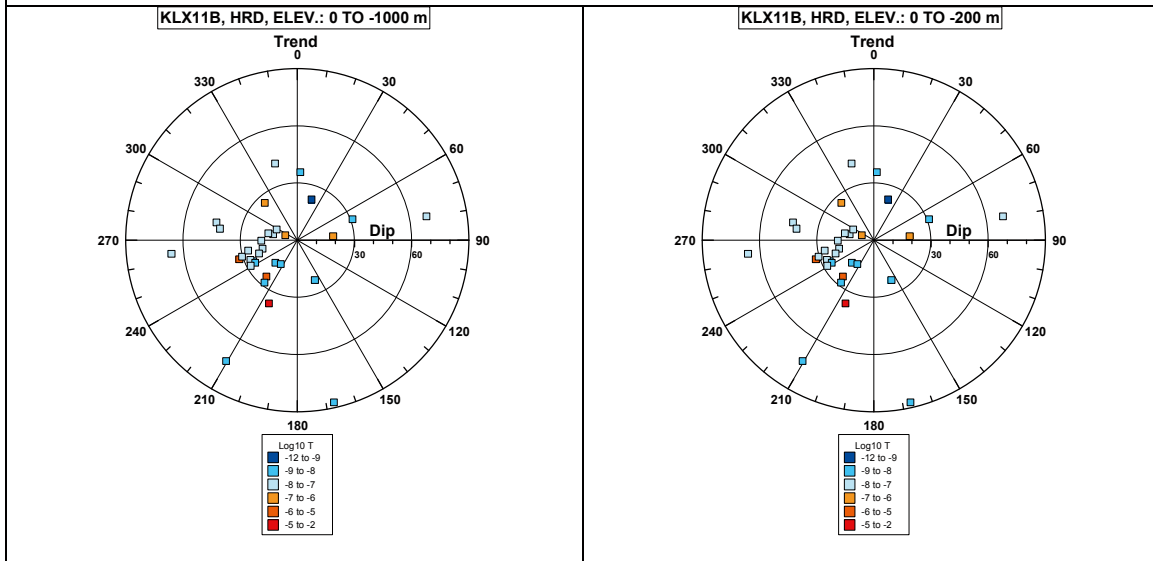 KLX11B, HRD, ELEV.: 0 TO -1000 m
Trend
0
30
60
90
120
150
180
210
240
270
300
330
Dip
30
60
Log10 T
-12 to -9
-9 to -8
-8 to -7
-7 to -6
-6 to -5
-5 to -2
KLX11B, HRD, ELEV.: 0 TO -200 m
Trend
0
30
60
90
120
150
180
210
240
270
300
330
Dip
30
60
Log10 T
-12 to -9
-9 to -8
-8 to -7
-7 to -6
-6 to -5
-5 to -2